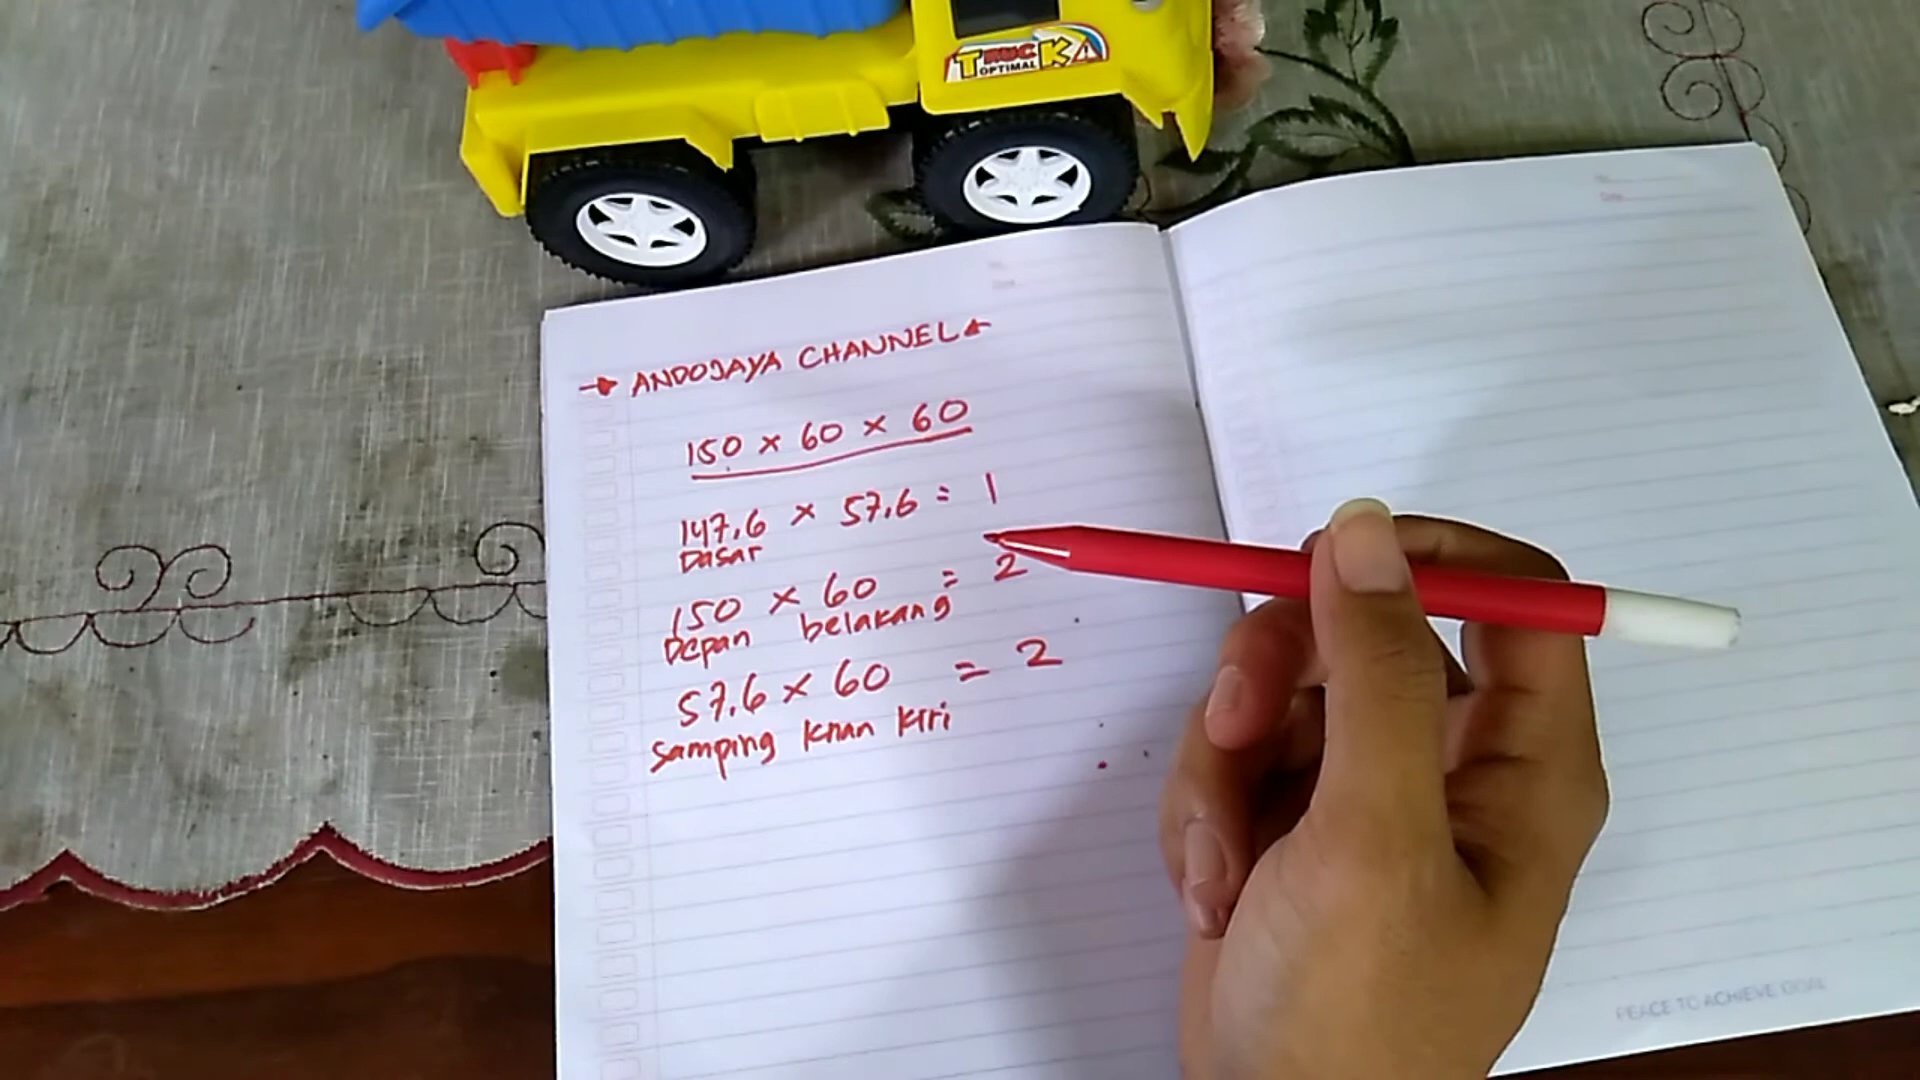 TRUCK
OPTIMAL
ANDOJAYA CHANNEL
150 x 60 x 60
147.6 x 57.6 = 1
Dasar
150 x 60 = 2
Depan belakang
57.6 x 60 = 2
Samping knan kiri
PEACE TO ACHIEVE GOAL